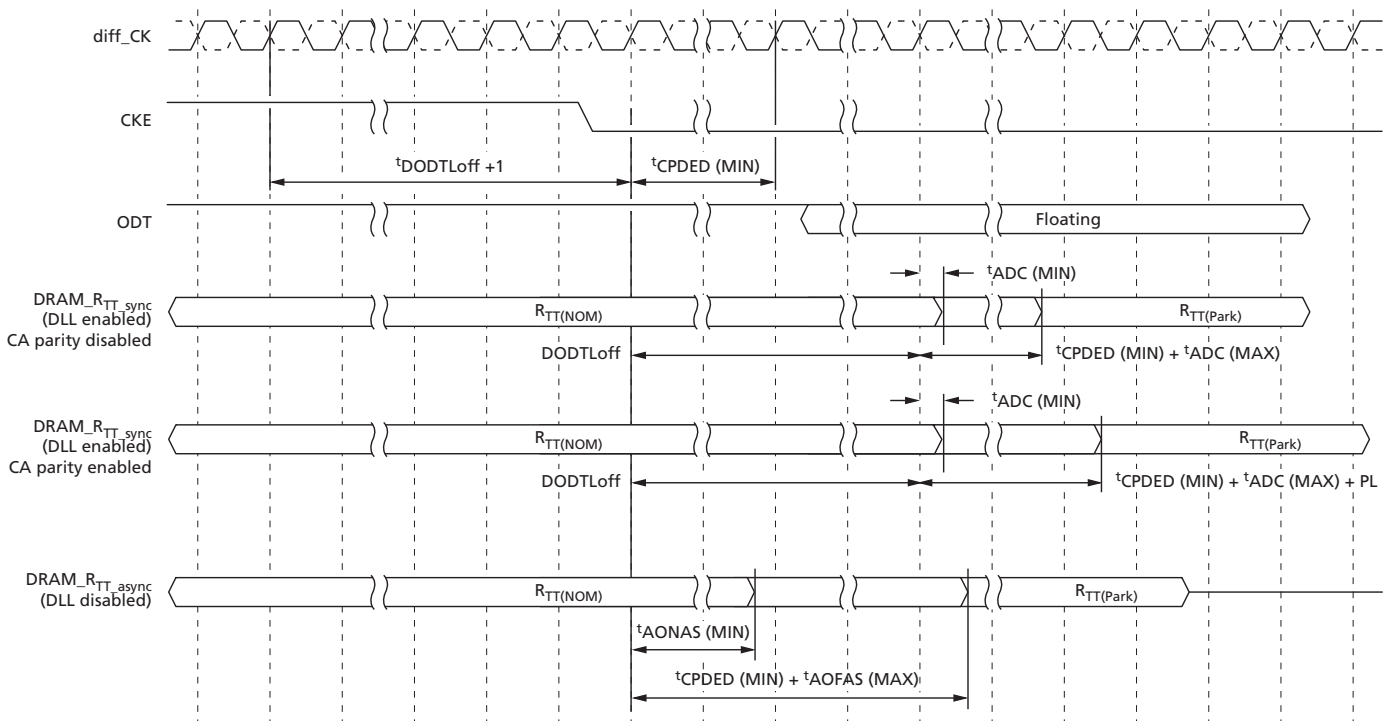 diff_CK
CKE
tDODTLoff +1
tCPDED (MIN)
ODT
Floating
tADC (MIN)
DRAM_RTT_sync
(DLL enabled)
CA parity disabled
RTT(NOM)
RTT(Park)
DODTLoff
tCPDED (MIN) + tADC (MAX)
tADC (MIN)
DRAM_RTT_sync
(DLL enabled)
CA parity enabled
RTT(NOM)
RTT(Park)
DODTLoff
tCPDED (MIN) + tADC (MAX) + PL
DRAM_RTT_async
(DLL disabled)
RTT(NOM)
RTT(Park)
tAONAS (MIN)
tCPDED (MIN) + tAOFAS (MAX)